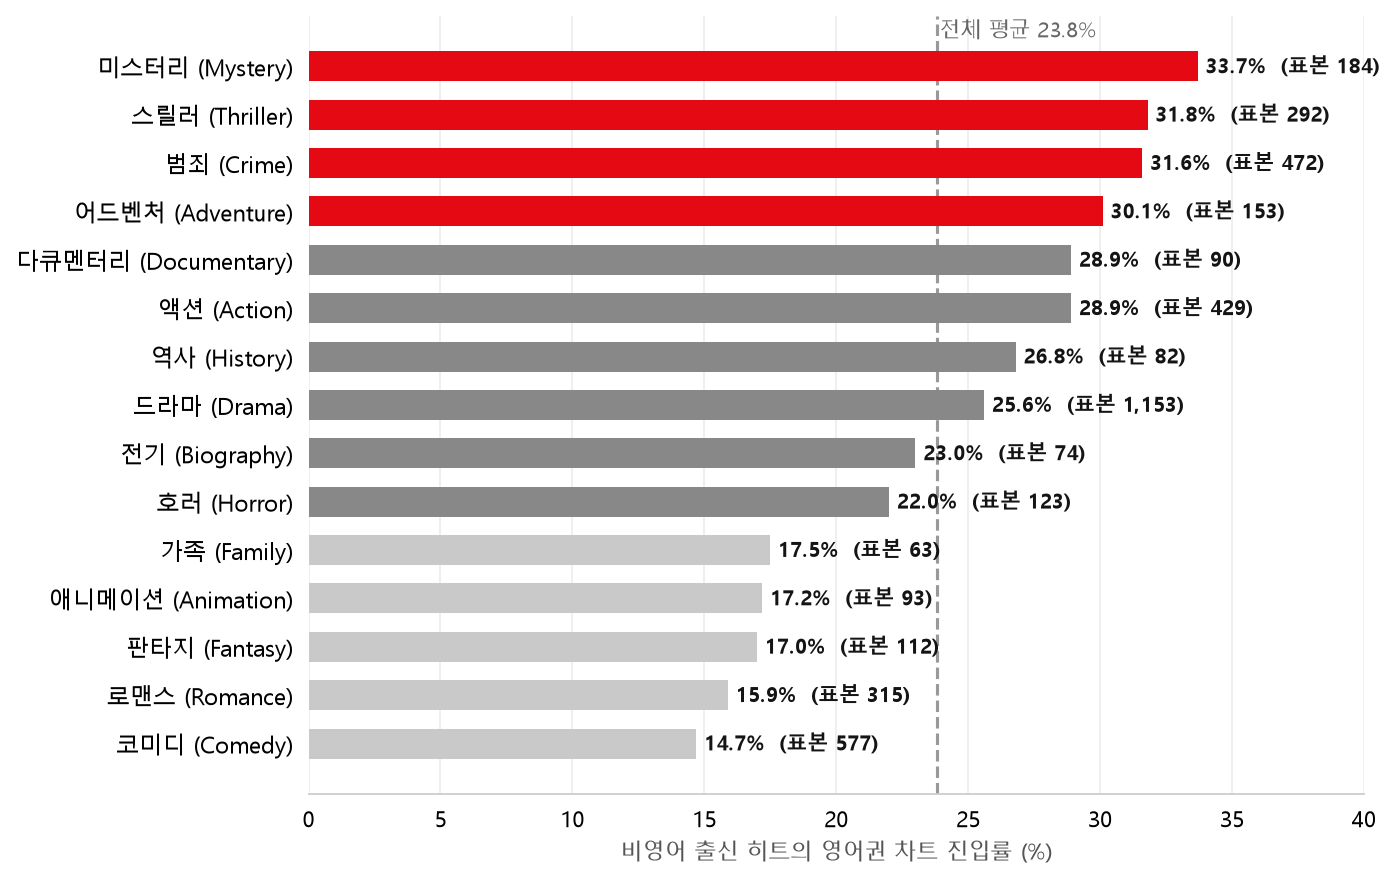 전체 평균 23.8%
미스터리 (Mystery) 33.7% (표본 184)
스릴러 (Thriller) 31.8% (표본 292)
범죄 (Crime) 31.6% (표본 472)
어드벤처 (Adventure) 30.1% (표본 153)
다큐멘터리 (Documentary) 28.9% (표본 90)
액션 (Action) 28.9% (표본 429)
역사 (History) 26.8% (표본 82)
드라마 (Drama) 25.6% (표본 1,153)
전기 (Biography) 23.0% (표본 74)
호러 (Horror) 22.0% (표본 123)
가족 (Family) 17.5% (표본 63)
애니메이션 (Animation) 17.2% (표본 93)
판타지 (Fantasy) 17.0% (표본 112)
로맨스 (Romance) 15.9% (표본 315)
코미디 (Comedy) 14.7% (표본 577)
0 5 10 15 20 25 30 35 40
비영어 출신 히트의 영어권 차트 진입률 (%)